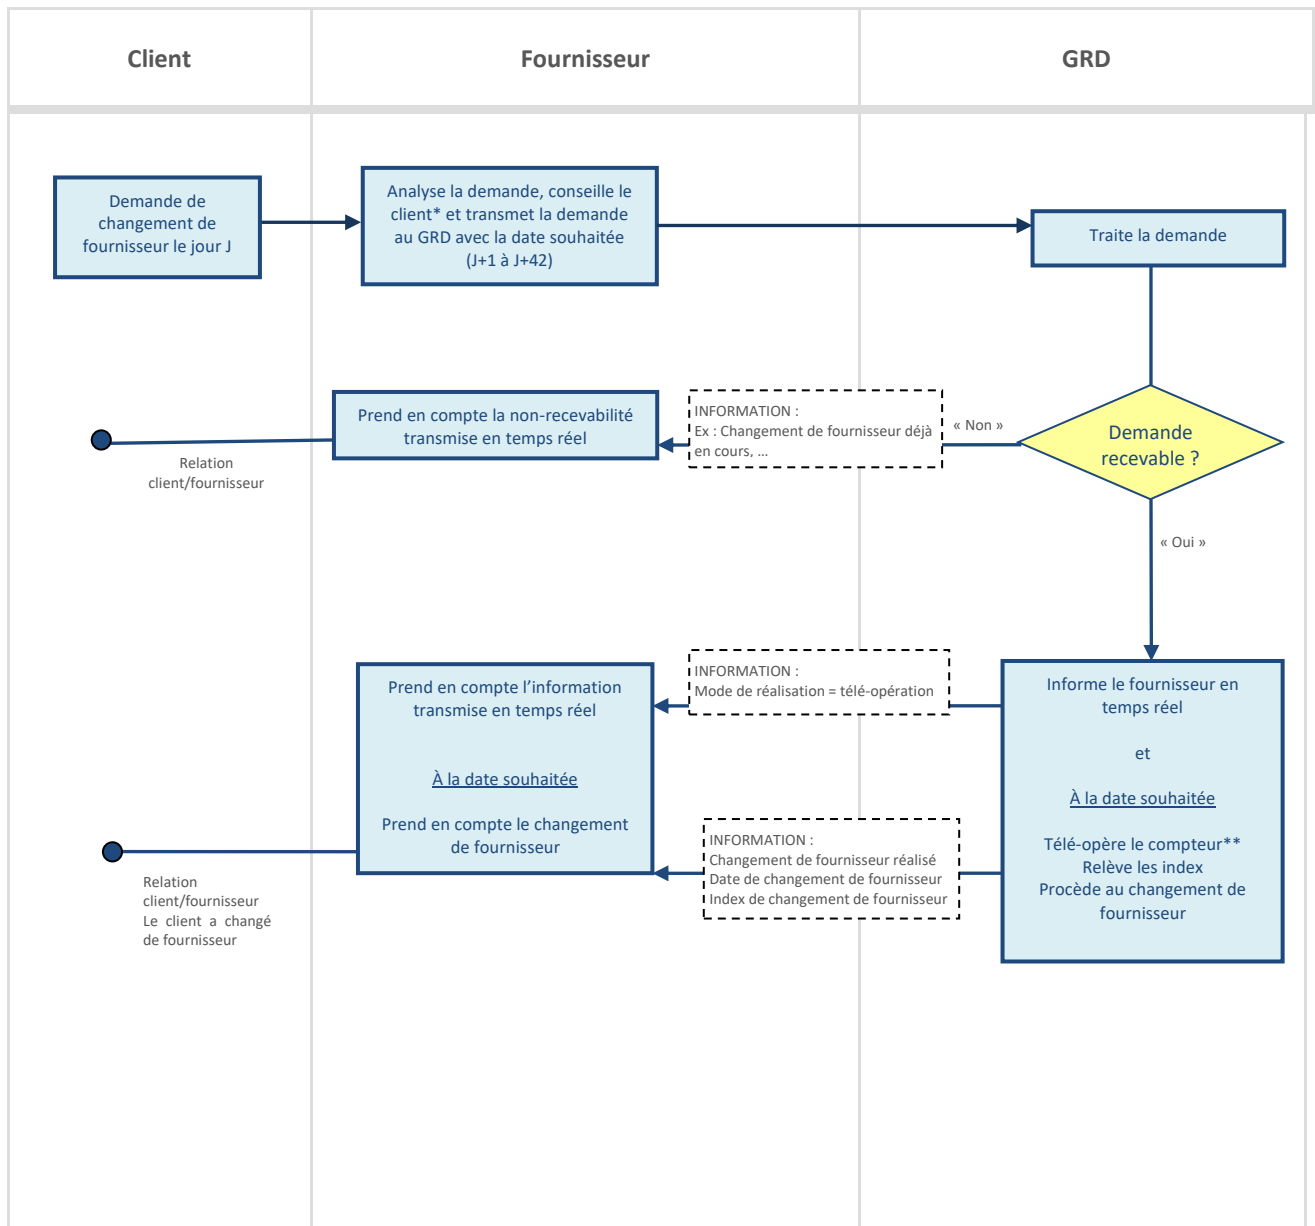 Client
Fournisseur
GRD
Demande de
changement de
fournisseur le jour J
Analyse la demande, conseille le
client* et transmet la demande
au GRD avec la date souhaitée
(J+1 à J+42)
Traite la demande
Prend en compte la non-recevabilité
transmise en temps réel
INFORMATION :
Ex : Changement de fournisseur déjà
en cours, …
« Non »
Demande
recevable ?
Relation
client/fournisseur
« Oui »
Prend en compte l’information
transmise en temps réel
À la date souhaitée
Prend en compte le changement
de fournisseur
INFORMATION :
Mode de réalisation = télé-opération
Informe le fournisseur en
temps réel
et
À la date souhaitée
Télé-opère le compteur**
Relève les index
Procède au changement de
fournisseur
INFORMATION :
Changement de fournisseur réalisé
Date de changement de fournisseur
Index de changement de fournisseur
Relation
client/fournisseur
Le client a changé
de fournisseur